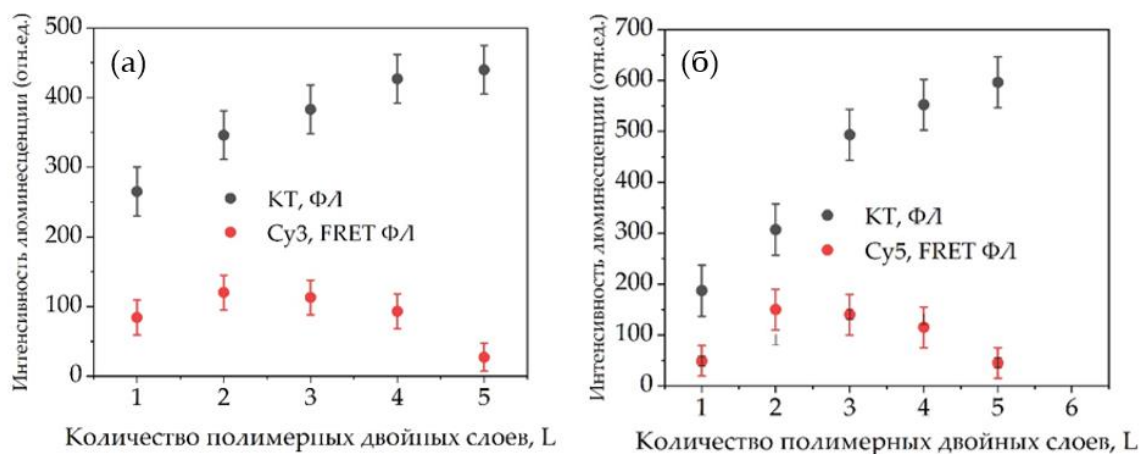 (а)
Интенсивность люминесценции (отн.ед.)
500
400
300
200
100
0
КТ, ФЛ
Cy3, FRET ФЛ
1 2 3 4 5
Количество полимерных двойных слоев, L
(б)
Интенсивность люминесценции (отн.ед.)
700
600
500
400
300
200
100
0
КТ, ФЛ
Cy5, FRET ФЛ
1 2 3 4 5 6
Количество полимерных двойных слоев, L